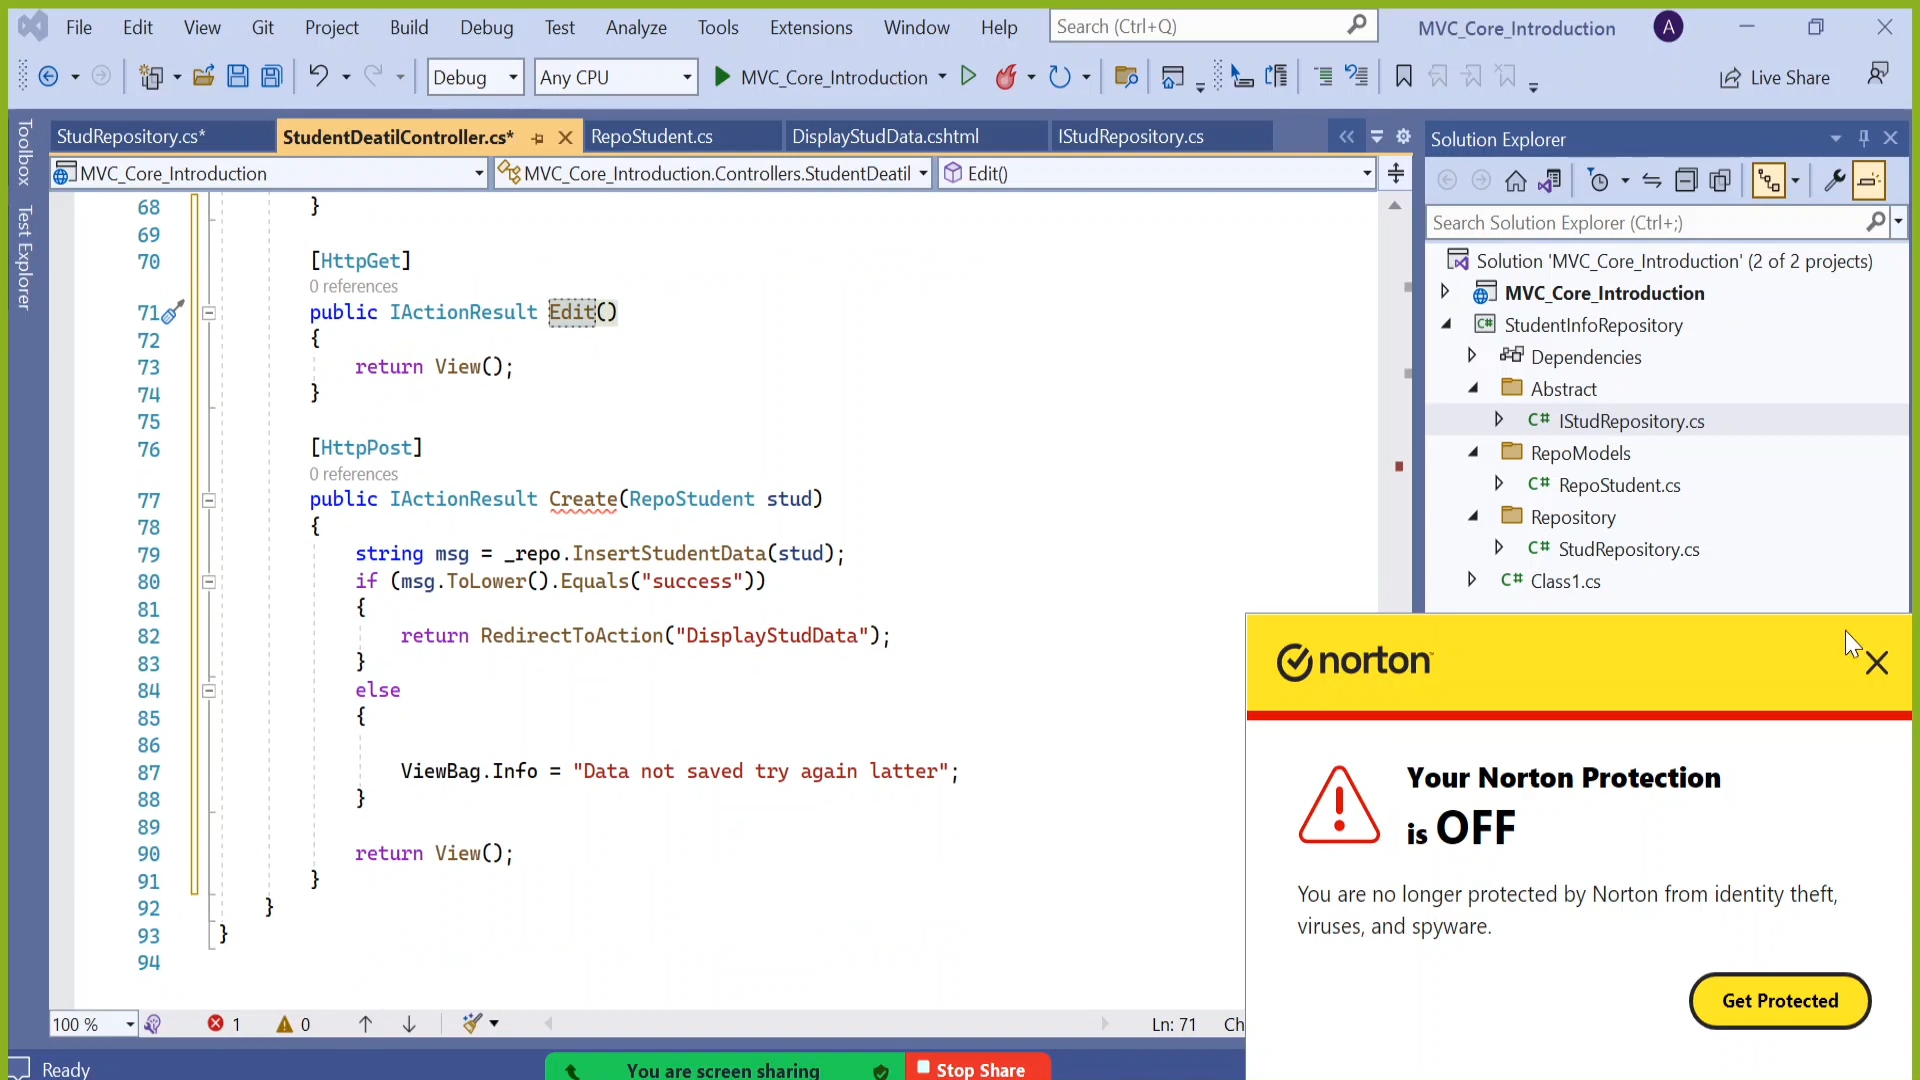 File Edit View Git Project Build Debug Test Analyze Tools Extensions Window Help Search (Ctrl+Q) MVC_Core_Introduction A
Debug Any CPU MVC_Core_Introduction Live Share
Toolbox
Test Explorer
StudRepository.cs* StudentDeatilController.cs* RepoStudent.cs DisplayStudData.cshtml IStudRepository.cs
MVC_Core_Introduction MVC_Core_Introduction.Controllers.StudentDeatil Edit()
68 }
69
70 [HttpGet]
0 references
71 public IActionResult Edit()
72 {
73 return View();
74 }
75
76 [HttpPost]
0 references
77 public IActionResult Create(RepoStudent stud)
78 {
79 string msg = _repo.InsertStudentData(stud);
80 if (msg.ToLower().Equals("success"))
81 {
82 return RedirectToAction("DisplayStudData");
83 }
84 else
85 {
86
87 ViewBag.Info = "Data not saved try again latter";
88 }
89
90 return View();
91 }
92 }
93 }
94
100 % 1 0 Ln: 71 Ch
Ready
You are screen sharing Stop Share
Solution Explorer
Search Solution Explorer (Ctrl+;)
Solution 'MVC_Core_Introduction' (2 of 2 projects)
MVC_Core_Introduction
C# StudentInfoRepository
Dependencies
Abstract
C# IStudRepository.cs
RepoModels
C# RepoStudent.cs
Repository
C# StudRepository.cs
C# Class1.cs
norton
Your Norton Protection
is OFF
You are no longer protected by Norton from identity theft,
viruses, and spyware.
Get Protected